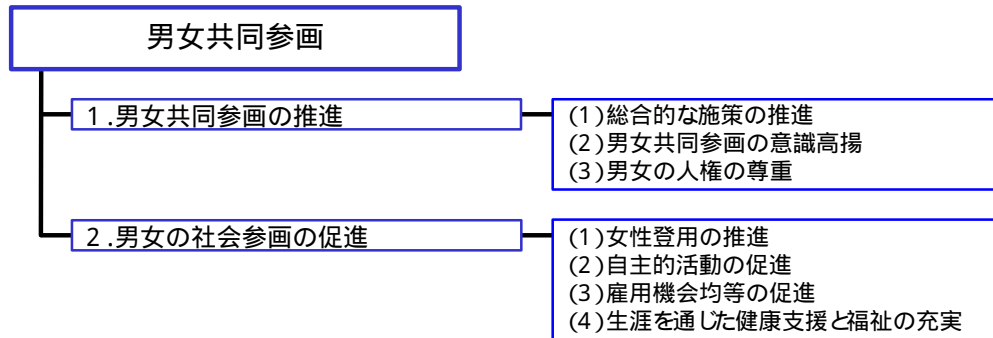 男女共同参画
1.男女共同参画の推進
(1)総合的な施策の推進
(2)男女共同参画の意識高揚
(3)男女の人権の尊重
2.男女の社会参画の促進
(1)女性登用の推進
(2)自主的活動の促進
(3)雇用機会均等の促進
(4)生涯を通じた健康支援と福祉の充実